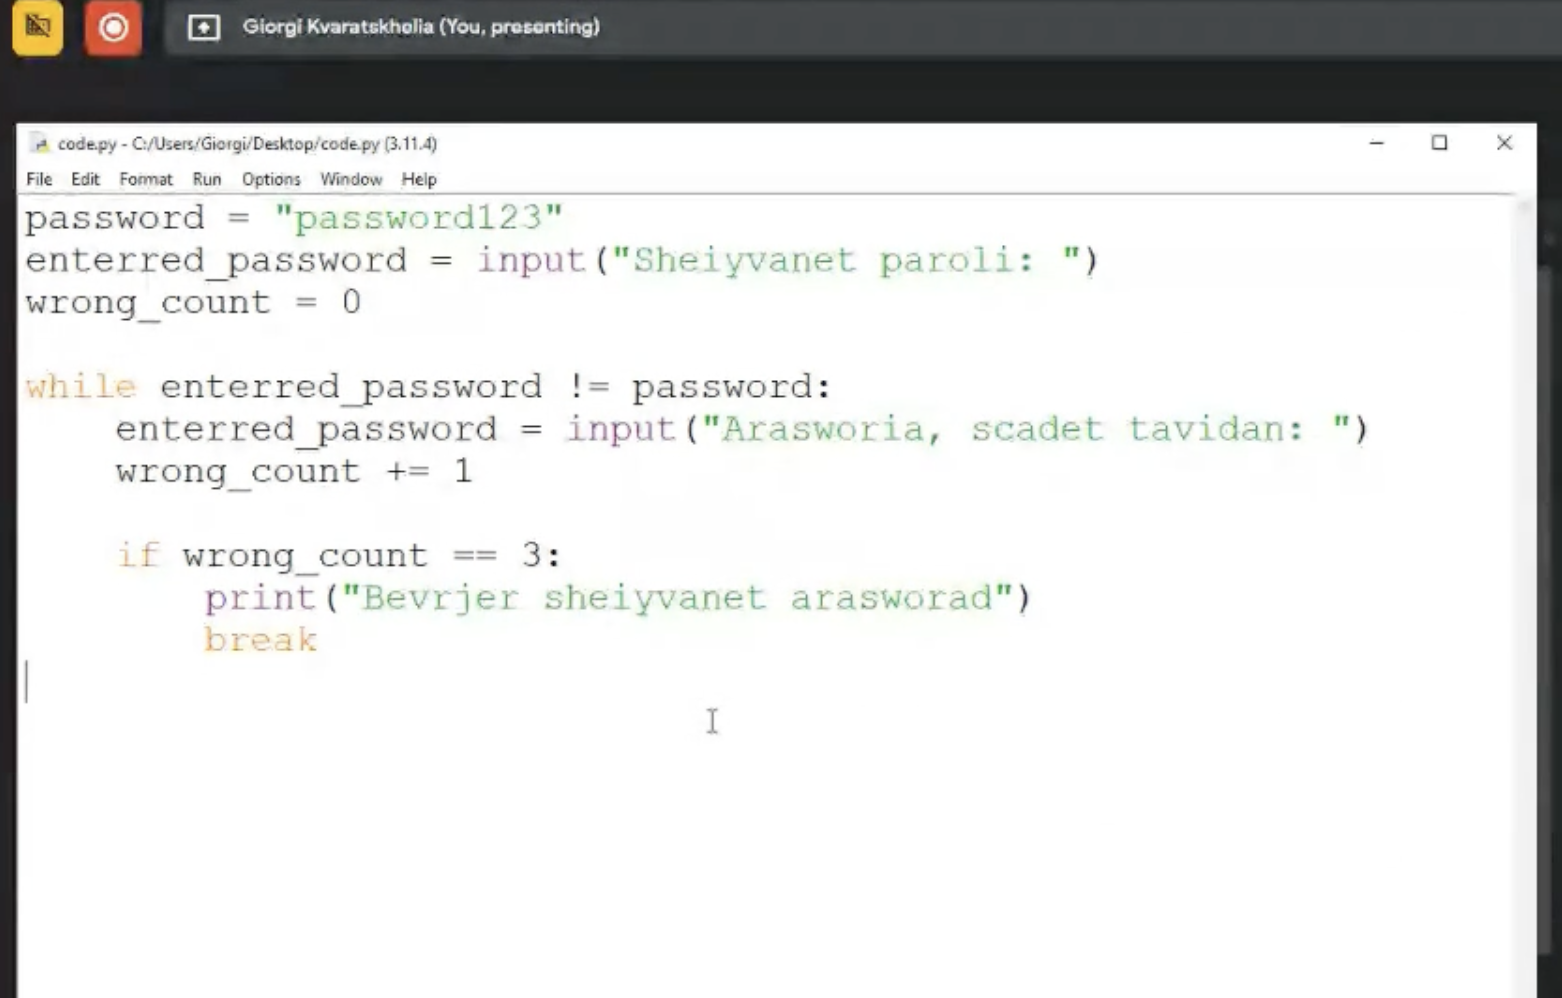 Giorgi Kvaratskhelia (You, presenting)
code.py - C:/Users/Giorgi/Desktop/code.py (3.11.4)
File Edit Format Run Options Window Help
password = "password123"
enterred_password = input("Sheiyvanet paroli: ")
wrong_count = 0
while enterred_password != password:
    enterred_password = input("Arasworia, scadet tavidan: ")
    wrong_count += 1
    if wrong_count == 3:
        print("Bevrjer sheiyvanet arasworad")
        break